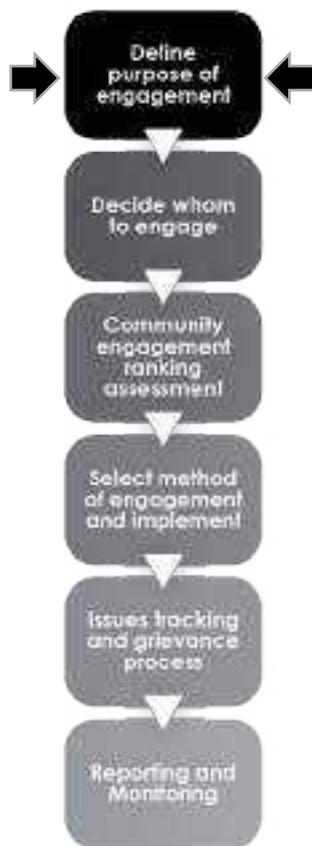 Define
purpose of
engagement
Decide whom
to engage
Community
engagement
ranking
assessment
Select method
of engagement
and implement
Issues tracking
and grievance
process
Reporting and
Monitoring